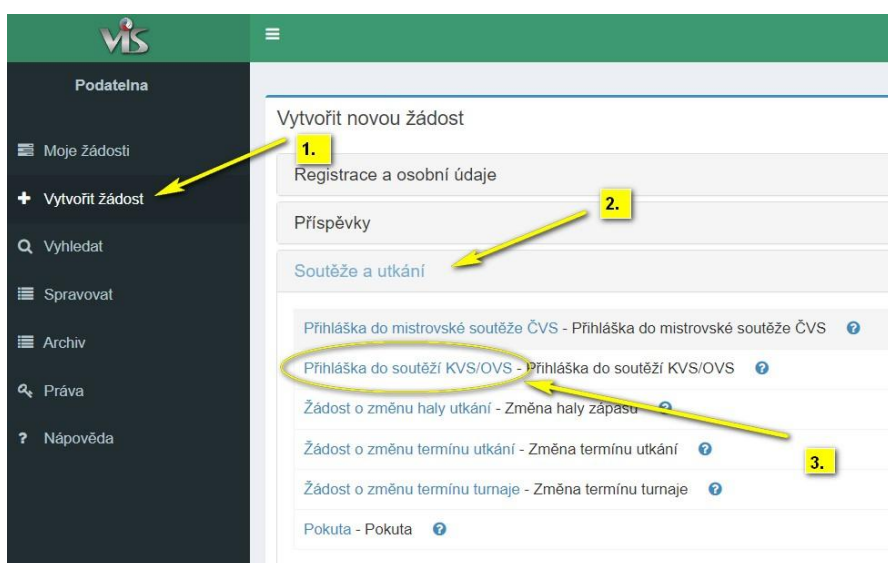 VIS
Podatelna
Moje žádosti
Vytvořit žádost
Vyhledat
Spravovat
Archiv
Práva
Nápověda
Vytvořit novou žádost
1.
Registrace a osobní údaje
2.
Příspěvky
Soutěže a utkání
Přihláška do mistrovské soutěže ČVS - Přihláška do mistrovské soutěže ČVS
Přihláška do soutěží KVS/OVS - Přihláška do soutěží KVS/OVS
Žádost o změnu haly utkání - Změna haly zápasu
Žádost o změnu termínu utkání - Změna termínu utkání
3.
Žádost o změnu termínu turnaje - Změna termínu turnaje
Pokuta - Pokuta